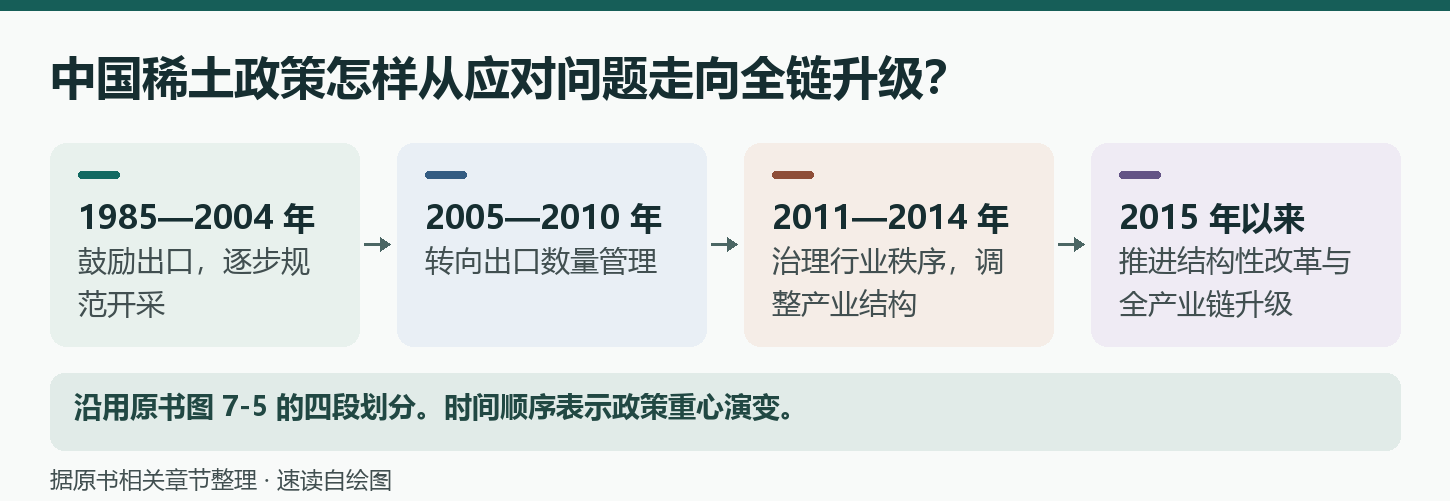 中国稀土政策怎样从应对问题走向全链升级？
1985—2004 年
鼓励出口，逐步规
范开采
2005—2010 年
转向出口数量管理
2011—2014 年
治理行业秩序，调
整产业结构
2015 年以来
推进结构性改革与
全产业链升级
沿用原书图 7-5 的四段划分。时间顺序表示政策重心演变。
据原书相关章节整理 · 速读自绘图